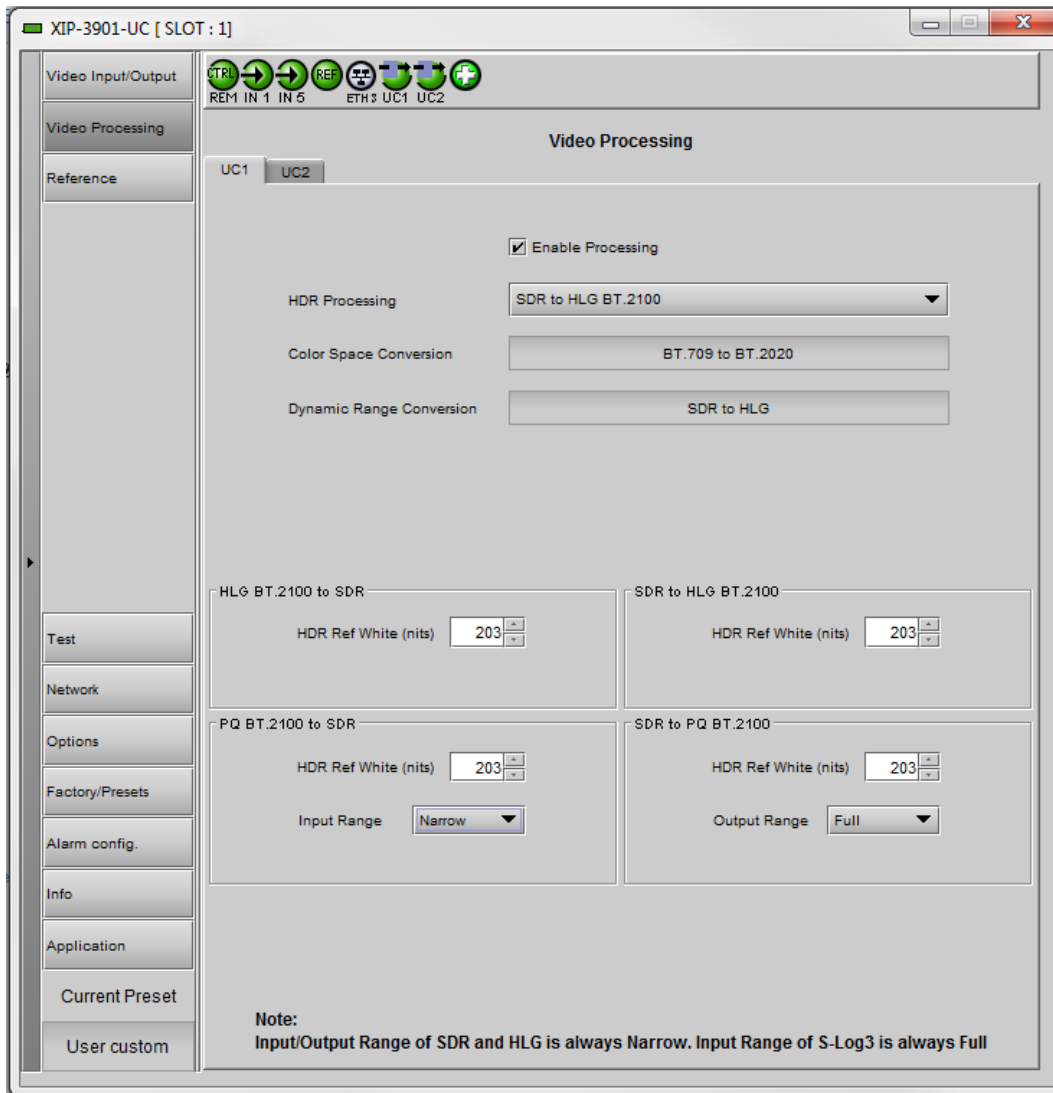 XIP-3901-UC [ SLOT : 1]
Video Input/Output
Video Processing
Reference
Test
Network
Options
Factory/Presets
Alarm config.
Info
Application
Current Preset
User custom
CTRL REF
REM IN 1 IN 5 ETH 3 UC1 UC2
Video Processing
UC1 UC2
Enable Processing
HDR Processing SDR to HLG BT.2100
Color Space Conversion BT.709 to BT.2020
Dynamic Range Conversion SDR to HLG
HLG BT.2100 to SDR
HDR Ref White (nits) 203
SDR to HLG BT.2100
HDR Ref White (nits) 203
PQ BT.2100 to SDR
HDR Ref White (nits) 203
Input Range Narrow
SDR to PQ BT.2100
HDR Ref White (nits) 203
Output Range Full
Note:
Input/Output Range of SDR and HLG is always Narrow. Input Range of S-Log3 is always Full